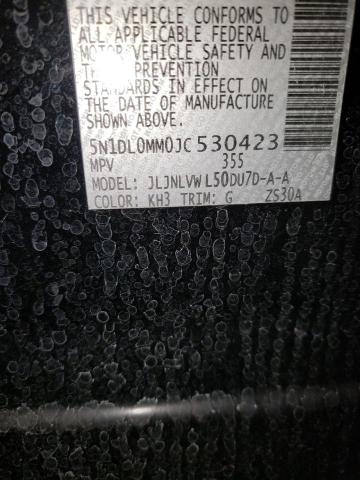 THIS VEHICLE CONFORMS TO
ALL APPLICABLE FEDERAL
MOTOR VEHICLE SAFETY AND
PREVENTION
STANDARDS IN EFFECT ON
THE DATE OF MANUFACTURE
SHOWN ABOVE.
5N1DL0MM0JC530423
MPV 355
MODEL: JLJNLVWL50DU7D-A-A
COLOR: KH3 TRIM: G ZS30A